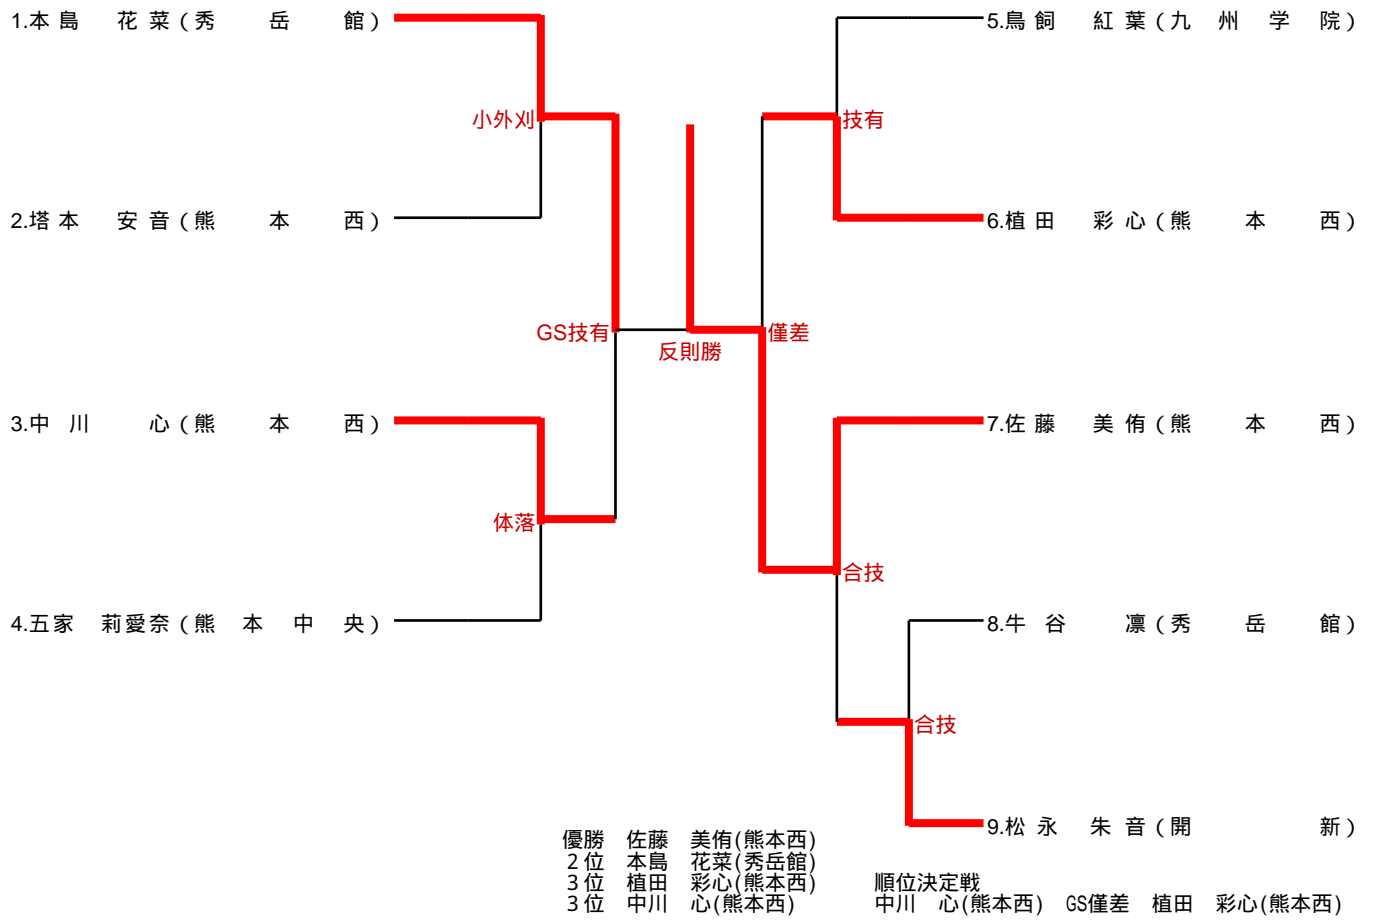 1.本島 花菜(秀岳館)
5.鳥飼 紅葉(九州学院)
小外刈
技有
2.塔本 安音(熊本西)
6.植田 彩心(熊本西)
GS技有
僅差
反則勝
3.中川 心(熊本西)
7.佐藤 美侑(熊本西)
体落
合技
4.五家 莉愛奈(熊本中央)
8.牛谷 凛(秀岳館)
合技
9.松永 朱音(開新)
優勝 佐藤 美侑(熊本西)
2位 本島 花菜(秀岳館)
3位 植田 彩心(熊本西)
3位 中川 心(熊本西)
順位決定戦
中川 心(熊本西) GS僅差 植田 彩心(熊本西)